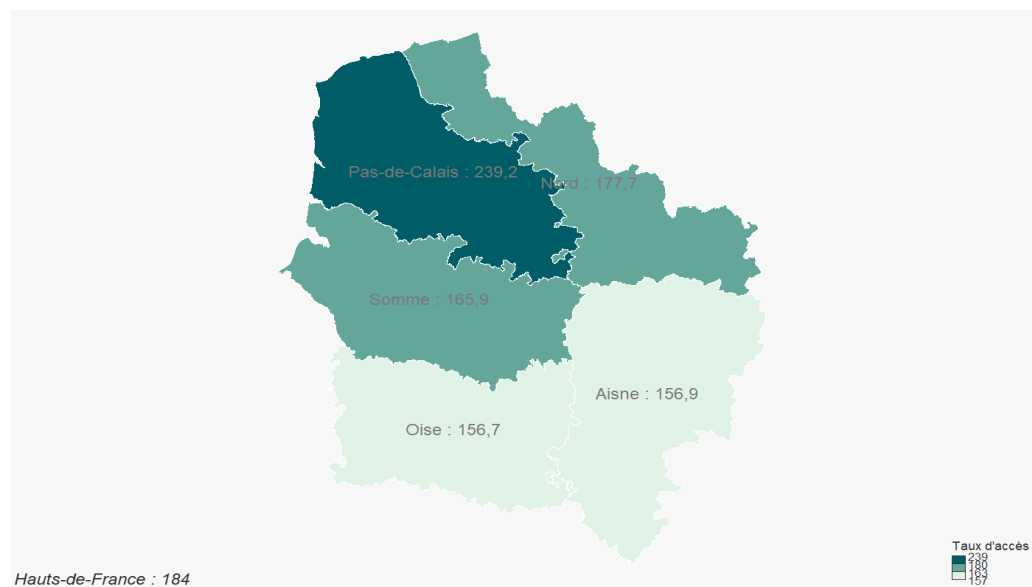 Pas-de-Calais : 239,2
Nord : 177,7
Somme : 165,9
Aisne : 156,9
Oise : 156,7
Taux d'accès
239
180
163
157
Hauts-de-France : 184